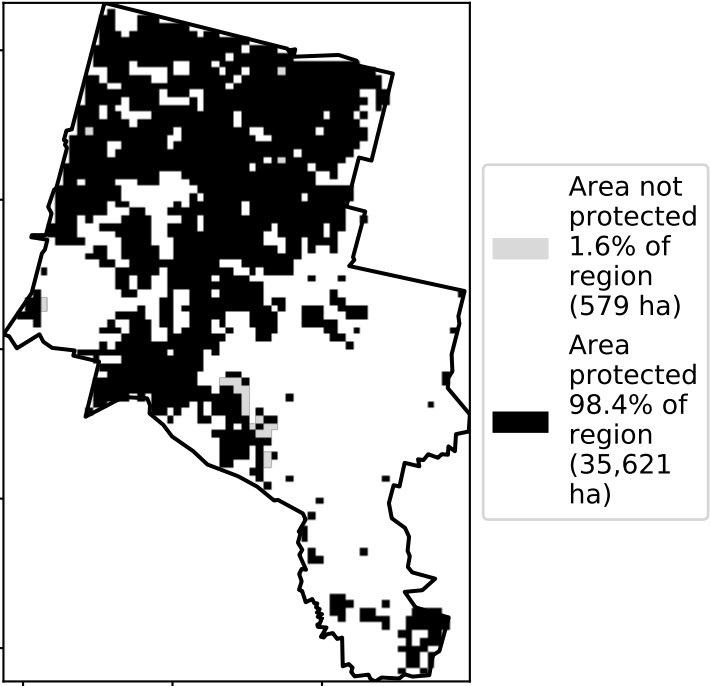 Area not
protected
1.6% of
region
(579 ha)
Area
protected
98.4% of
region
(35,621
ha)